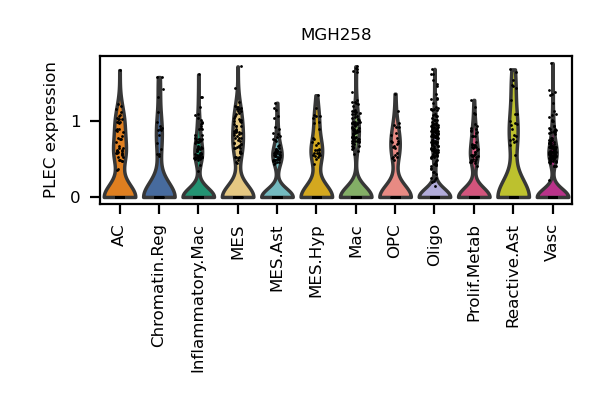 MGH258
PLEC expression
1
0
AC
Chromatin.Reg
Inflammatory.Mac
MES
MES.Ast
MES.Hyp
Mac
OPC
Oligo
Prolif.Metab
Reactive.Ast
Vasc